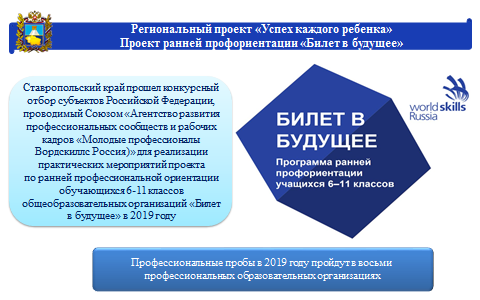 Региональный проект «Успех каждого ребенка»
Проект ранней профориентации «Билет в будущее»
Ставропольский край прошел конкурсный
отбор субъектов Российской Федерации,
проводимый Союзом «Агентство развития
профессиональных сообществ и рабочих
кадров «Молодые профессионалы
Вордскиллс Россия)» для реализации
практических мероприятий проекта
по ранней профессиональной ориентации
обучающихся 6-11 классов
общеобразовательных организаций «Билет
в будущее» в 2019 году
БИЛЕТ В
БУДУЩЕЕ
Программа ранней
профориентации
учащихся 6–11 классов
worldskills
Russia
Профессиональные пробы в 2019 году пройдут в восьми
профессиональных образовательных организациях